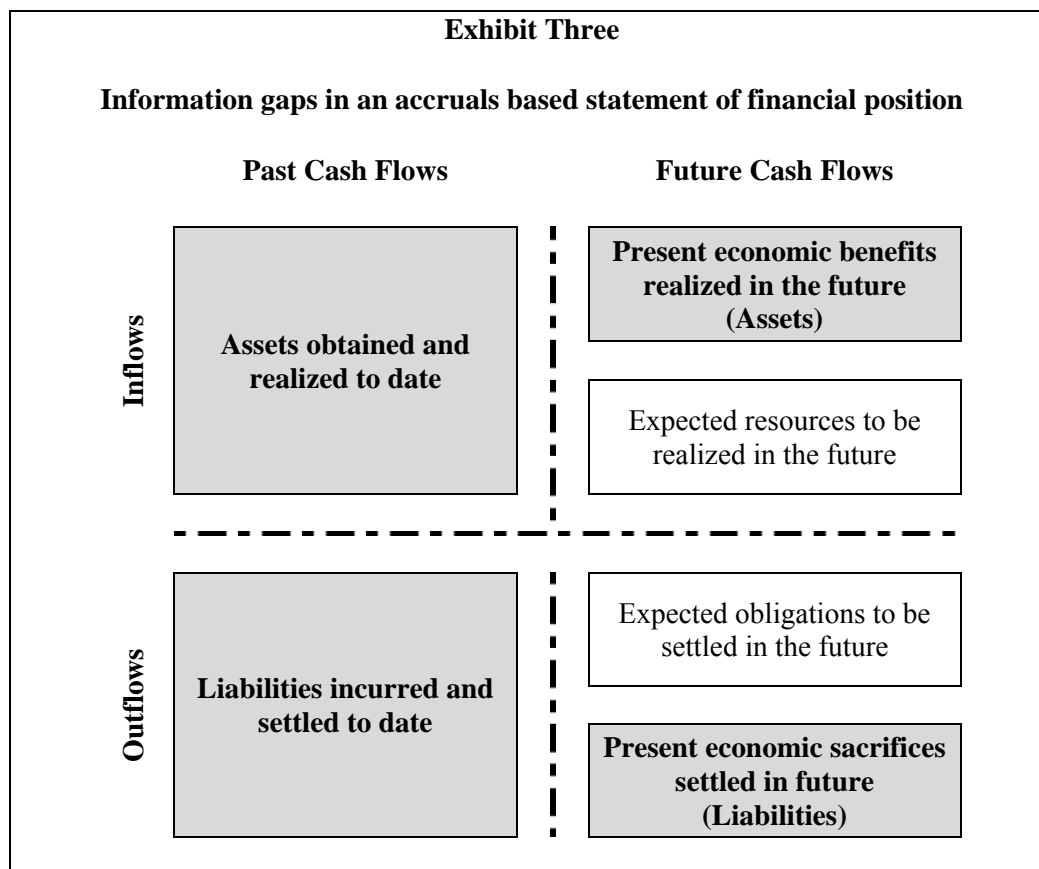 Exhibit Three
Information gaps in an accruals based statement of financial position
Past Cash Flows
Future Cash Flows
Inflows
Assets obtained and
realized to date
Present economic benefits
realized in the future
(Assets)
Expected resources to be
realized in the future
Outflows
Liabilities incurred and
settled to date
Expected obligations to be
settled in the future
Present economic sacrifices
settled in future
(Liabilities)